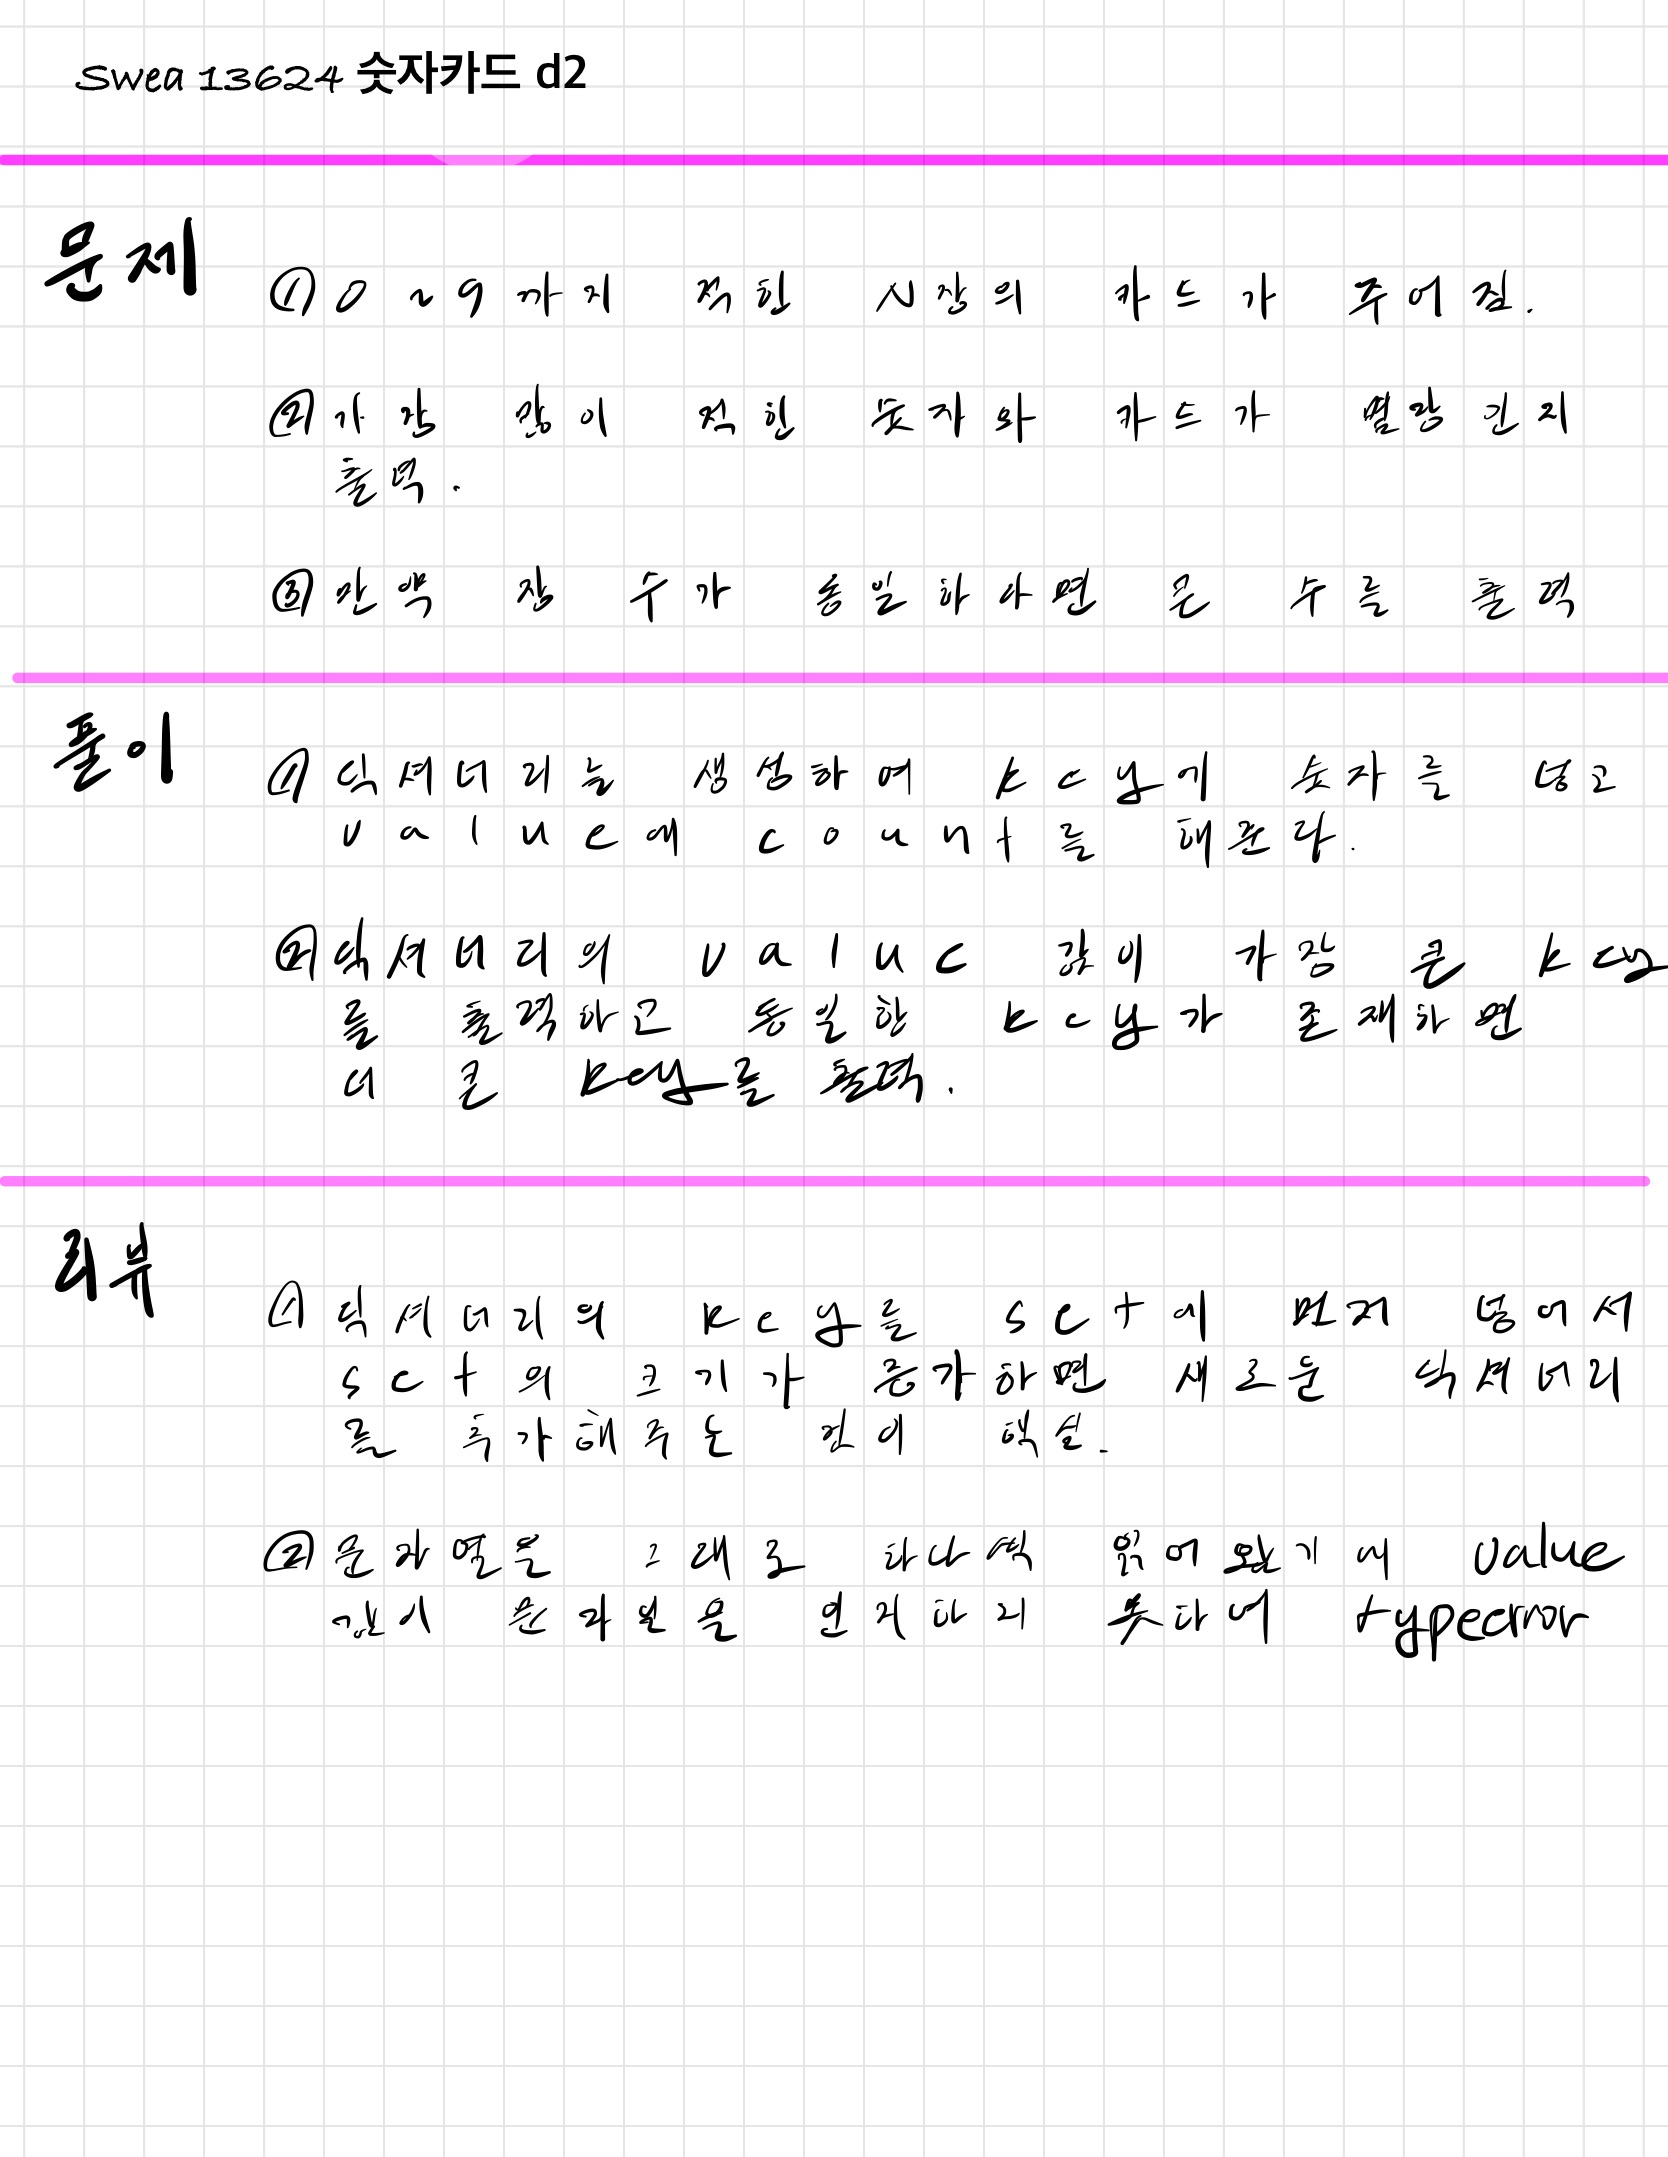 Swea 13624 숫자카드 d2
문제
① 0~9까지 적힌 N장의 카드가 주어짐.
② 가장 많이 적힌 숫자와 카드가 몇장인지
출력.
③ 만약 장 수가 동일하다면 큰 수를 출력
풀이
① 딕셔너리는 생성하여 key에 숫자를 넣고
value에 count를 해준다.
② 딕셔너리의 value 값이 가장 큰 key
를 출력하고 동일한 key가 존재하면
더 큰 key를 출력.
리뷰
① 딕셔너리의 key를 set에 먼저 넣어서
set의 크기가 증가하면 새로운 딕셔너리
를 추가해주는 것이 핵심.
② 문자열을 그대로 하나씩 읽어 왔기에 value
값이 문자인을 인지하지 못하여 typeerror